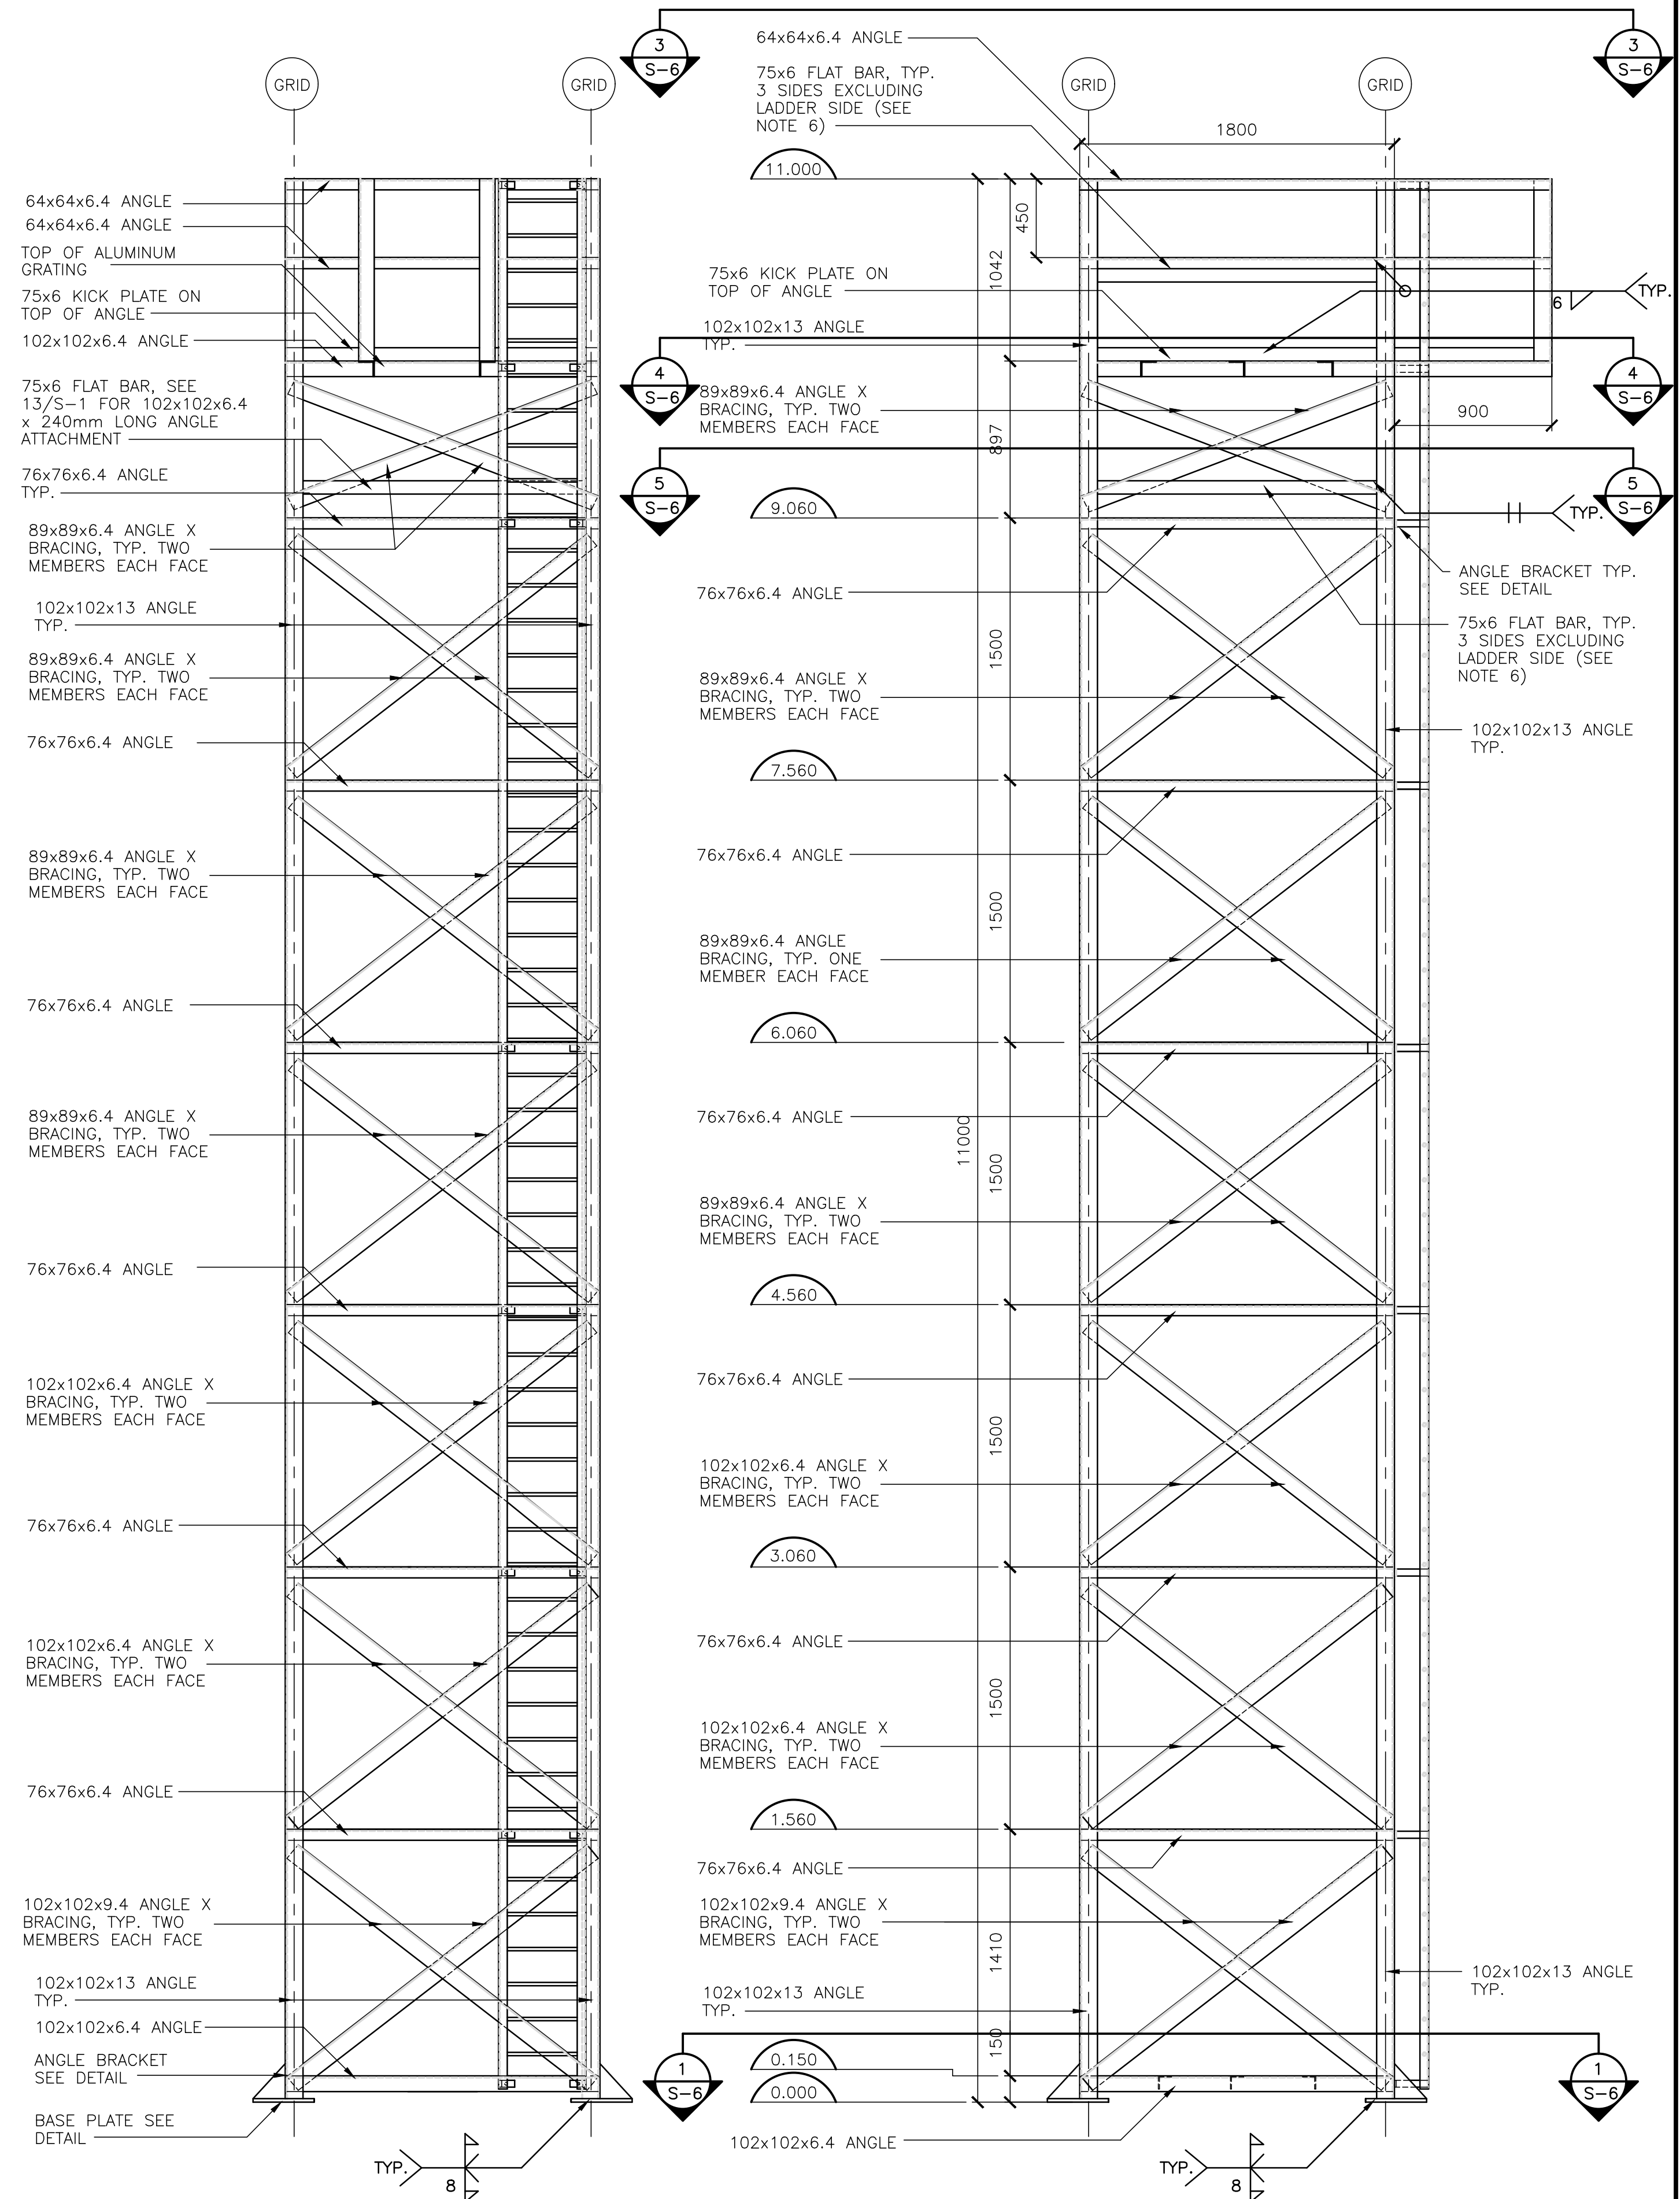 GRID
GRID
64x64x6.4 ANGLE
64x64x6.4 ANGLE
TOP OF ALUMINUM
GRATING
75x6 KICK PLATE ON
TOP OF ANGLE
102x102x6.4 ANGLE
75x6 FLAT BAR, SEE
13/S-1 FOR 102x102x6.4
x 240mm LONG ANGLE
ATTACHMENT
76x76x6.4 ANGLE
TYP.
89x89x6.4 ANGLE X
BRACING, TYP. TWO
MEMBERS EACH FACE
102x102x13 ANGLE
TYP.
89x89x6.4 ANGLE X
BRACING, TYP. TWO
MEMBERS EACH FACE
76x76x6.4 ANGLE
89x89x6.4 ANGLE X
BRACING, TYP. TWO
MEMBERS EACH FACE
76x76x6.4 ANGLE
89x89x6.4 ANGLE X
BRACING, TYP. TWO
MEMBERS EACH FACE
76x76x6.4 ANGLE
102x102x6.4 ANGLE X
BRACING, TYP. TWO
MEMBERS EACH FACE
76x76x6.4 ANGLE
102x102x6.4 ANGLE X
BRACING, TYP. TWO
MEMBERS EACH FACE
76x76x6.4 ANGLE
102x102x9.4 ANGLE X
BRACING, TYP. TWO
MEMBERS EACH FACE
102x102x13 ANGLE
TYP.
102x102x6.4 ANGLE
ANGLE BRACKET
SEE DETAIL
BASE PLATE SEE
DETAIL
TYP.
8
3
S-6
3
S-6
64x64x6.4 ANGLE
75x6 FLAT BAR, TYP.
3 SIDES EXCLUDING
LADDER SIDE (SEE
NOTE 6)
GRID
GRID
1800
11.000
450
1042
75x6 KICK PLATE ON
TOP OF ANGLE
6
TYP.
102x102x13 ANGLE
TYP.
4
S-6
4
S-6
89x89x6.4 ANGLE X
BRACING, TYP. TWO
MEMBERS EACH FACE
900
897
5
S-6
5
S-6
9.060
TYP.
ANGLE BRACKET TYP.
SEE DETAIL
76x76x6.4 ANGLE
75x6 FLAT BAR, TYP.
3 SIDES EXCLUDING
LADDER SIDE (SEE
NOTE 6)
1500
89x89x6.4 ANGLE X
BRACING, TYP. TWO
MEMBERS EACH FACE
102x102x13 ANGLE
TYP.
7.560
76x76x6.4 ANGLE
1500
89x89x6.4 ANGLE
BRACING, TYP. ONE
MEMBER EACH FACE
6.060
76x76x6.4 ANGLE
11000
1500
89x89x6.4 ANGLE X
BRACING, TYP. TWO
MEMBERS EACH FACE
4.560
76x76x6.4 ANGLE
1500
102x102x6.4 ANGLE X
BRACING, TYP. TWO
MEMBERS EACH FACE
3.060
76x76x6.4 ANGLE
1500
102x102x6.4 ANGLE X
BRACING, TYP. TWO
MEMBERS EACH FACE
1.560
76x76x6.4 ANGLE
102x102x9.4 ANGLE X
BRACING, TYP. TWO
MEMBERS EACH FACE
1410
102x102x13 ANGLE
TYP.
102x102x13 ANGLE
TYP.
150
1
S-6
1
S-6
0.150
0.000
102x102x6.4 ANGLE
TYP.
8